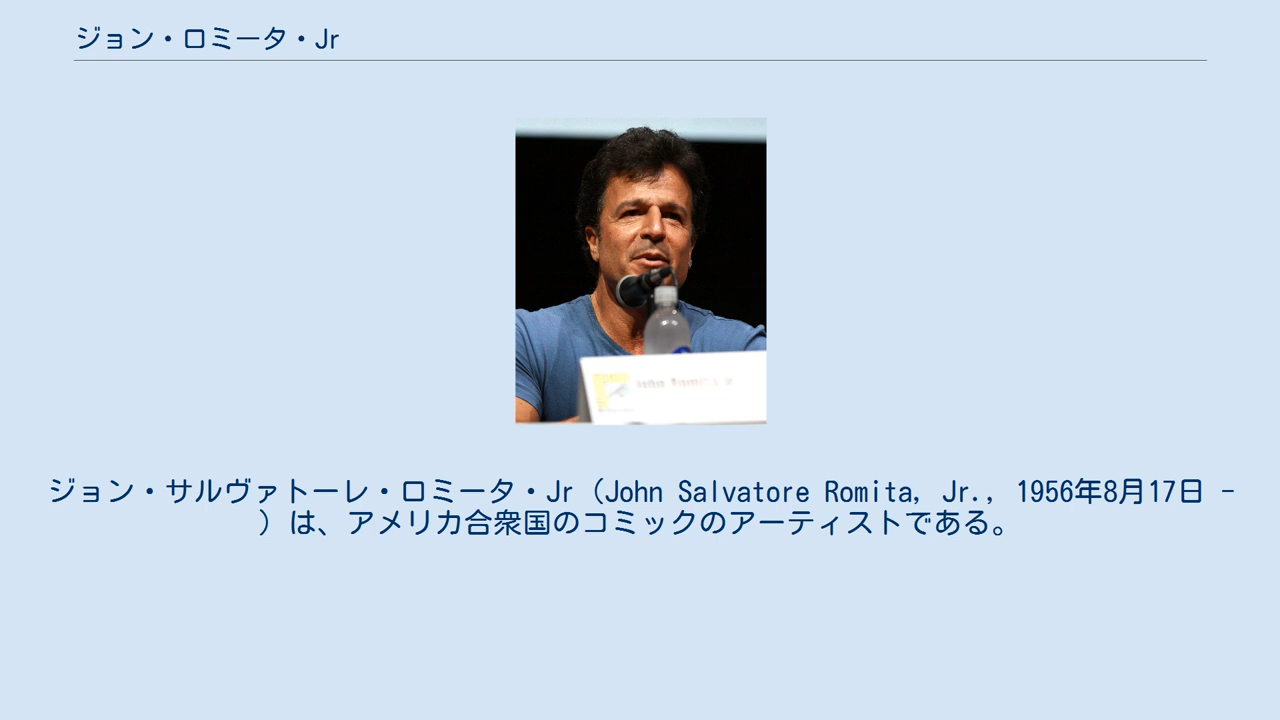 ジョン・ロミータ・Jr
John Romita Jr
ジョン・サルヴァトーレ・ロミータ・Jr（John Salvatore Romita, Jr., 1956年8月17日 -
）は、アメリカ合衆国のコミックのアーティストである。